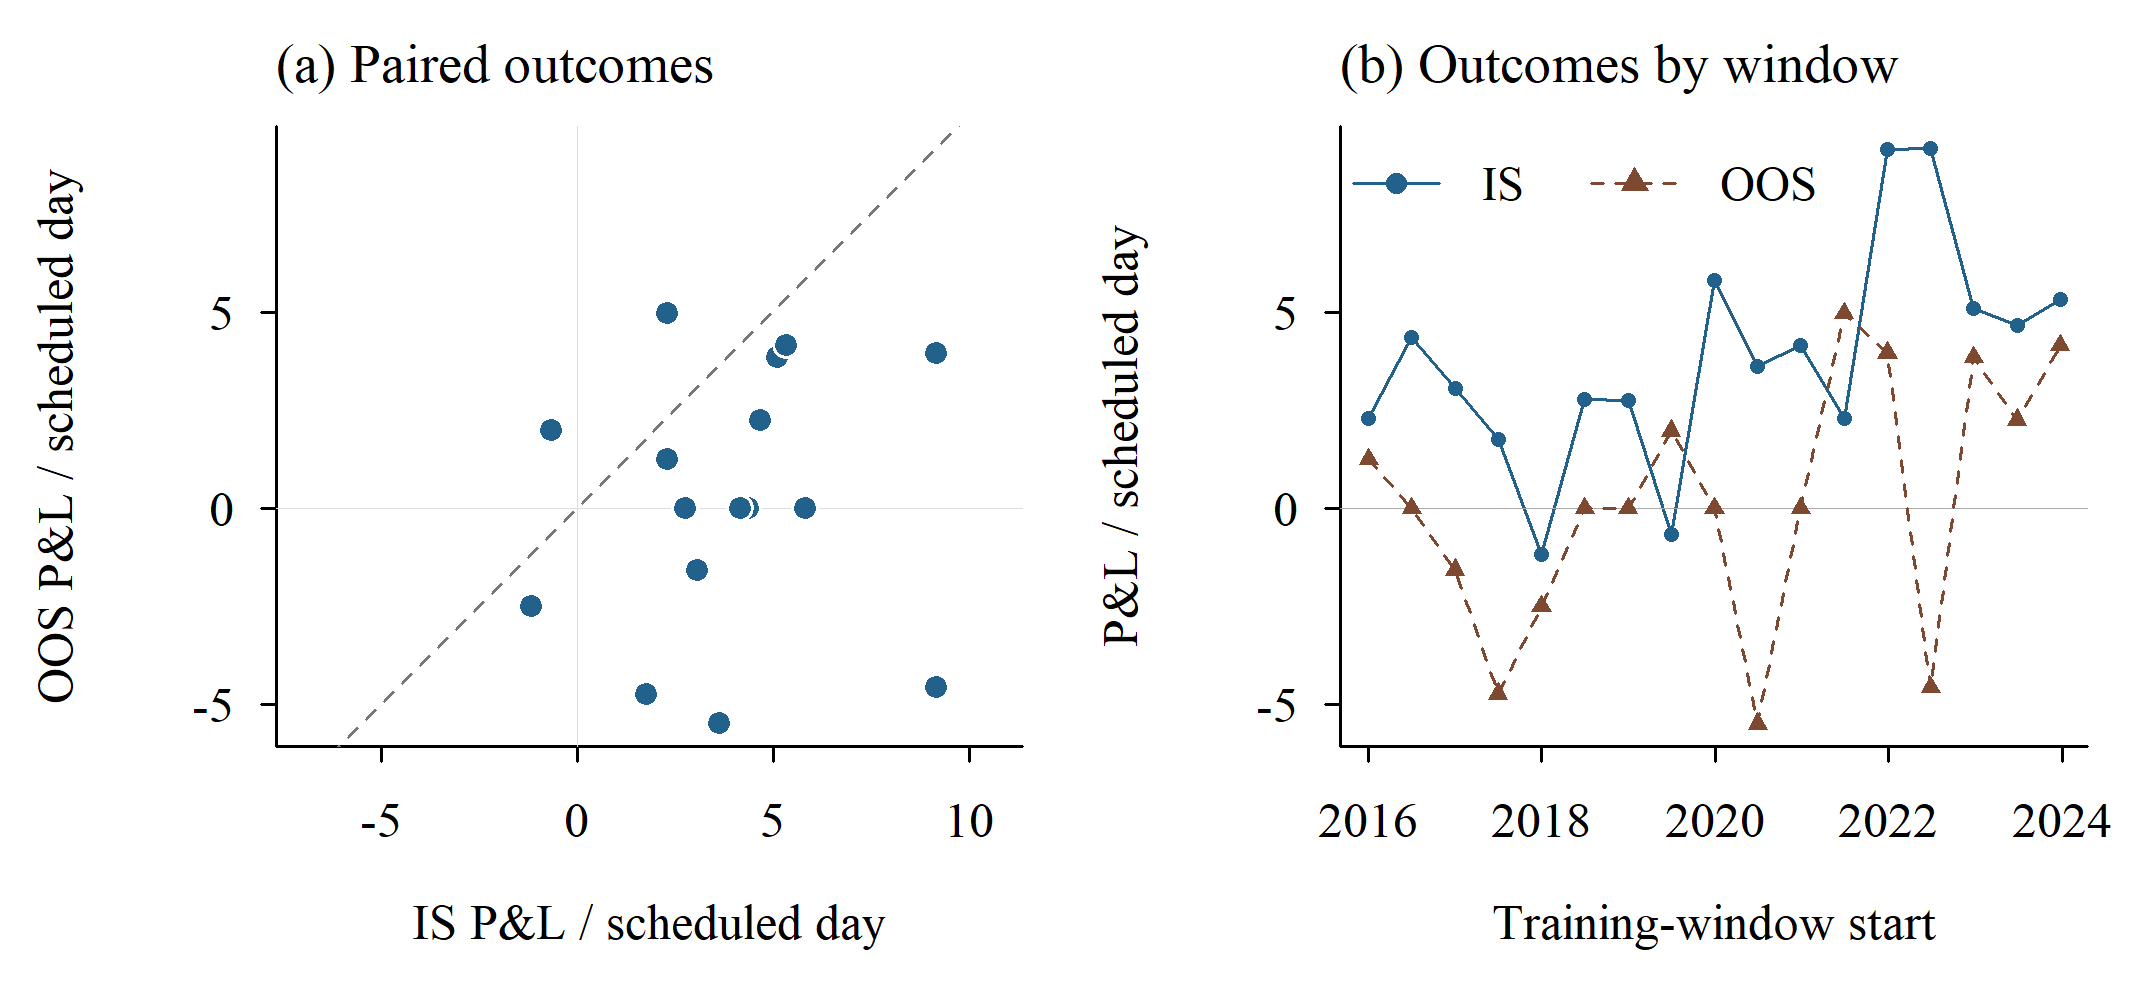 (a) Paired outcomes
OOS P&L / scheduled day
5
0
-5
-5 0 5 10
IS P&L / scheduled day
(b) Outcomes by window
IS OOS
P&L / scheduled day
5
0
-5
2016 2018 2020 2022 2024
Training-window start